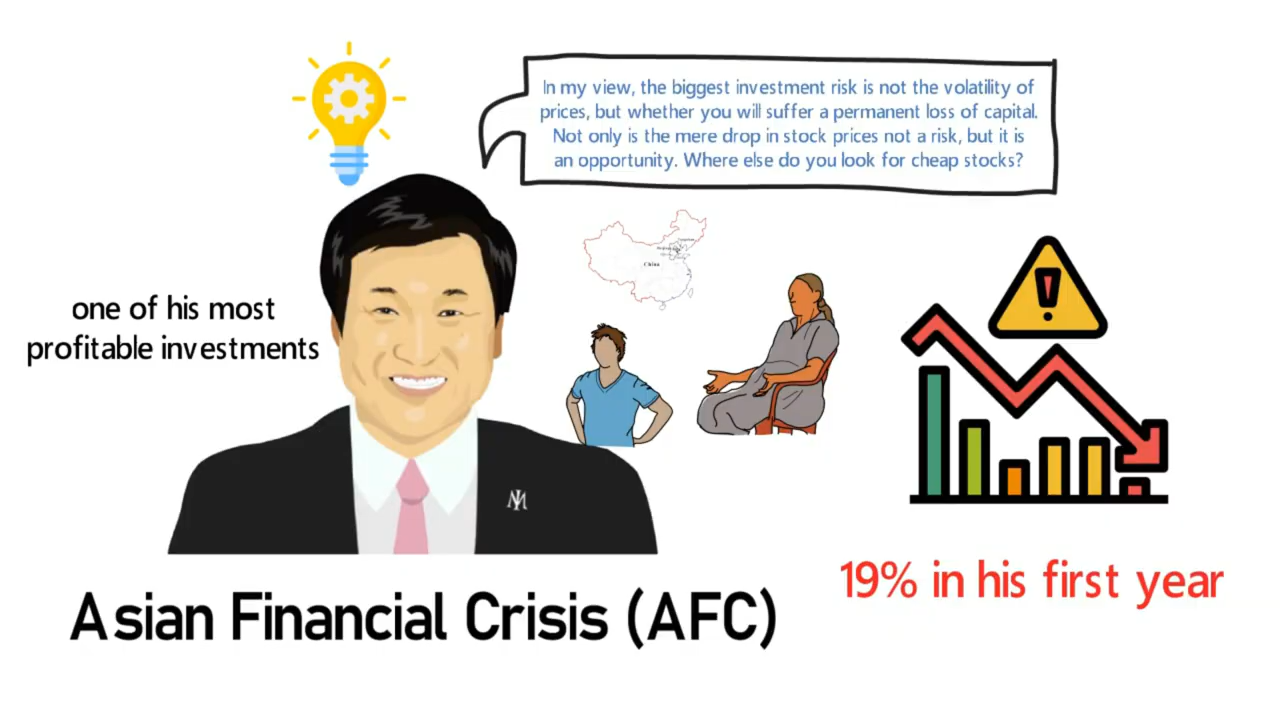 In my view, the biggest investment risk is not the volatility of
prices, but whether you will suffer a permanent loss of capital.
Not only is the mere drop in stock prices not a risk, but it is
an opportunity. Where else do you look for cheap stocks?
China
one of his most
profitable investments
19% in his first year
Asian Financial Crisis (AFC)